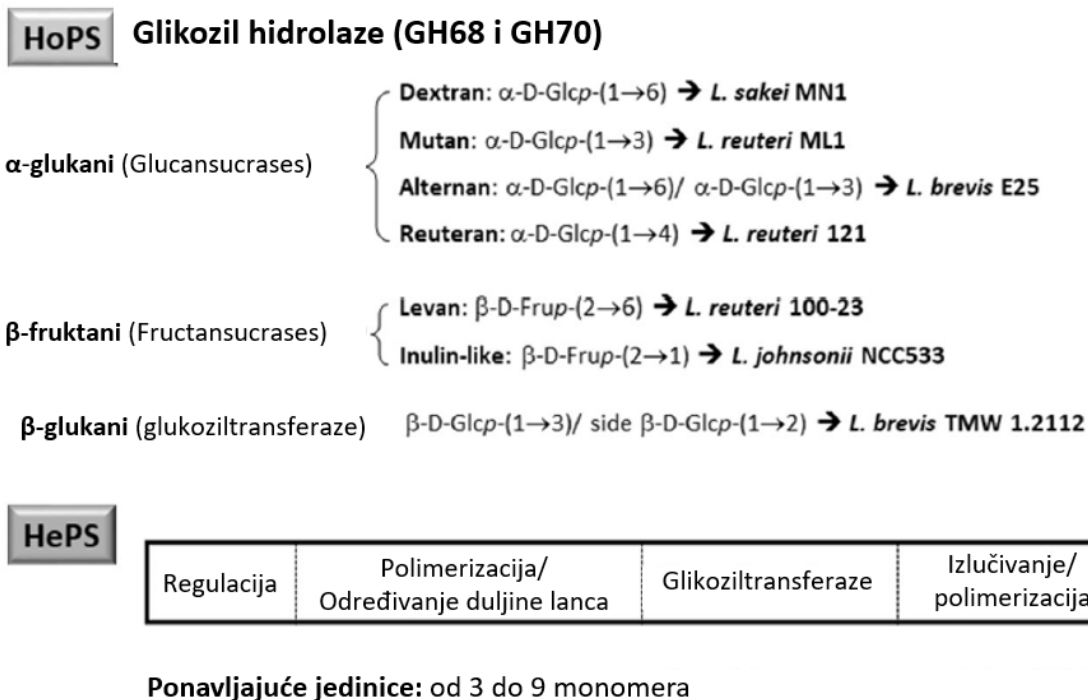 HoPS Glikozil hidrolaze (GH68 i GH70)
α-glukani (Glucansucrases)
Dextran: α-D-Glcp-(1→6) ➔ L. sakei MN1
Mutan: α-D-Glcp-(1→3) ➔ L. reuteri ML1
Alternan: α-D-Glcp-(1→6)/ α-D-Glcp-(1→3) ➔ L. brevis E25
Reuteran: α-D-Glcp-(1→4) ➔ L. reuteri 121
β-fruktani (Fructansucrases)
Levan: β-D-Frup-(2→6) ➔ L. reuteri 100-23
Inulin-like: β-D-Frup-(2→1) ➔ L. johnsonii NCC533
β-glukani (glukoziltransferaze) β-D-Glcp-(1→3)/ side β-D-Glcp-(1→2) ➔ L. brevis TMW 1.2112
HePS
Regulacija
Polimerizacija/
Određivanje duljine lanca
Glikoziltransferaze
Izlučivanje/
polimerizacija
Ponavljajuće jedinice: od 3 do 9 monomera